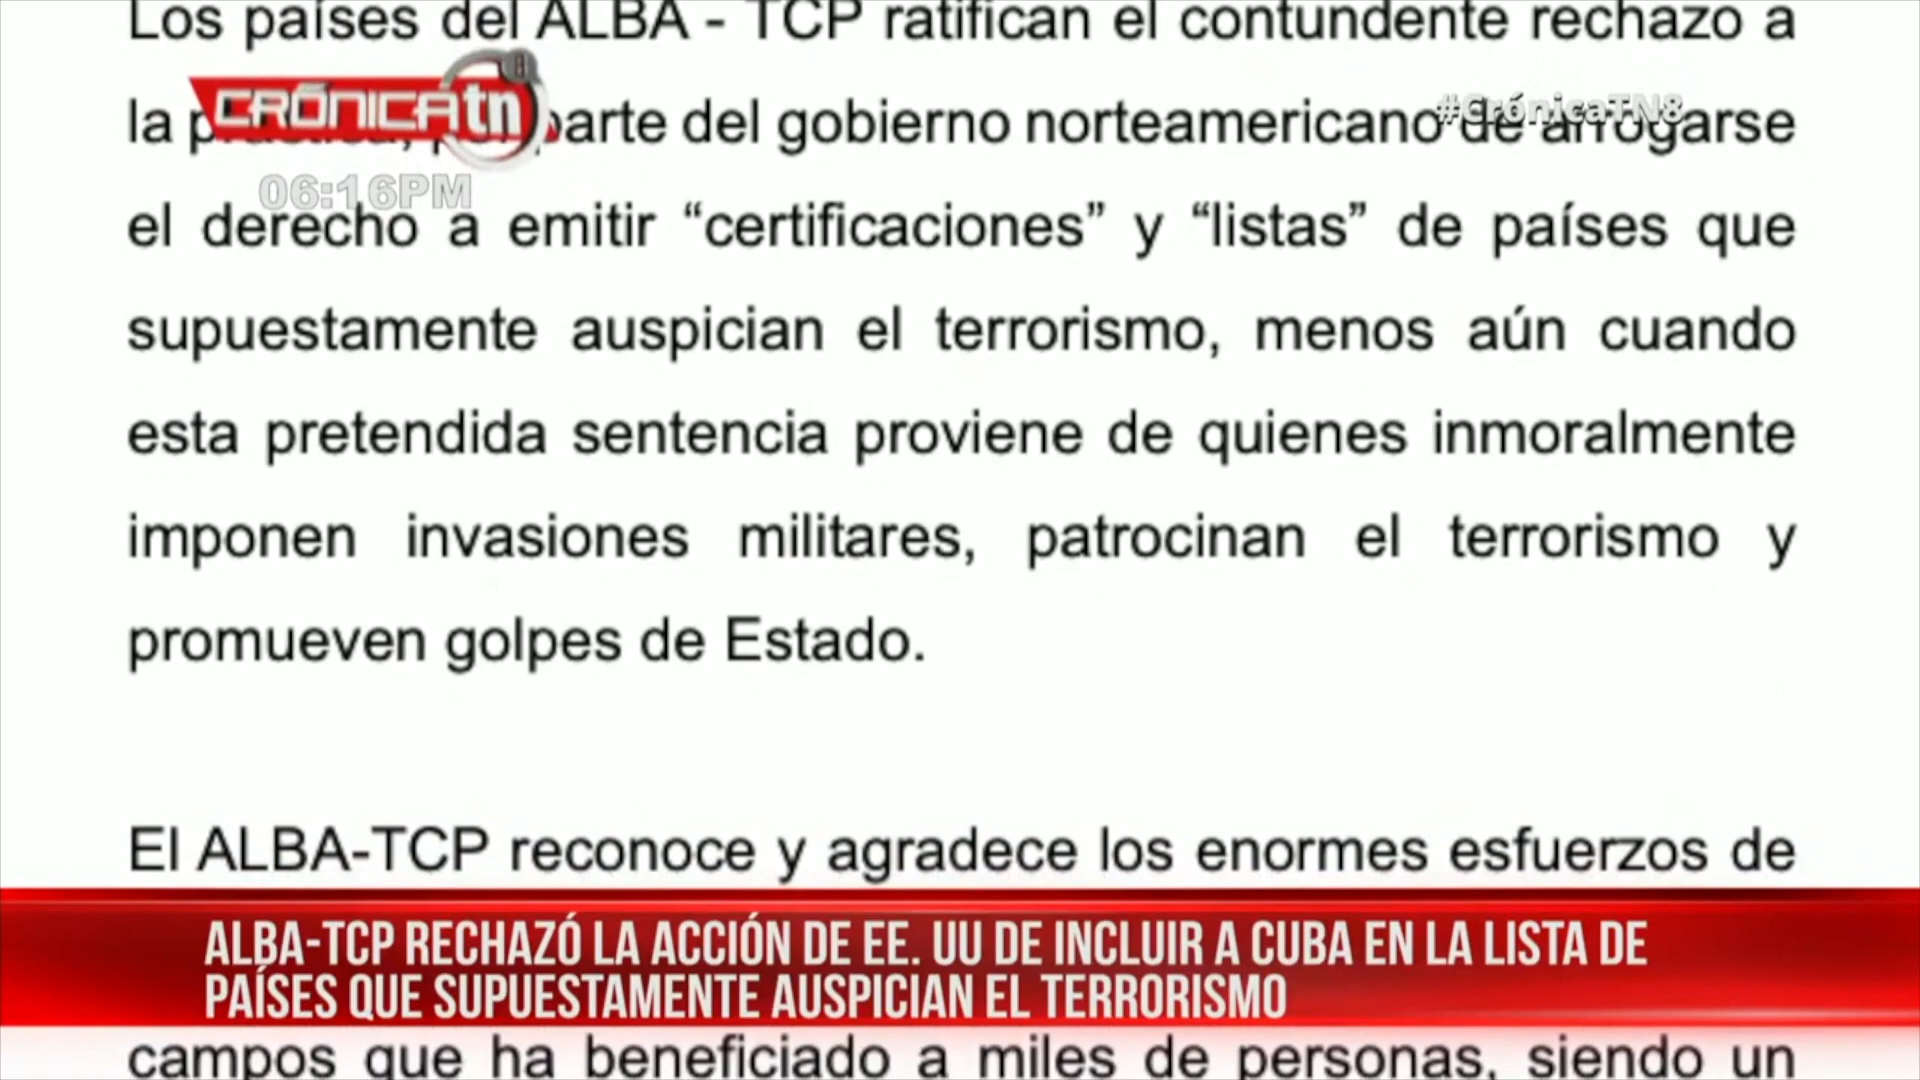 Los países del ALBA - TCP ratifican el contundente rechazo a
CRÓNICAtn8
#CrónicaTN8
la práctica, por parte del gobierno norteamericano de arrogarse
06:16PM
el derecho a emitir “certificaciones” y “listas” de países que
supuestamente auspician el terrorismo, menos aún cuando
esta pretendida sentencia proviene de quienes inmoralmente
imponen invasiones militares, patrocinan el terrorismo y
promueven golpes de Estado.
El ALBA-TCP reconoce y agradece los enormes esfuerzos de
ALBA-TCP RECHAZÓ LA ACCIÓN DE EE. UU DE INCLUIR A CUBA EN LA LISTA DE
PAÍSES QUE SUPUESTAMENTE AUSPICIAN EL TERRORISMO
campos que ha beneficiado a miles de personas, siendo un